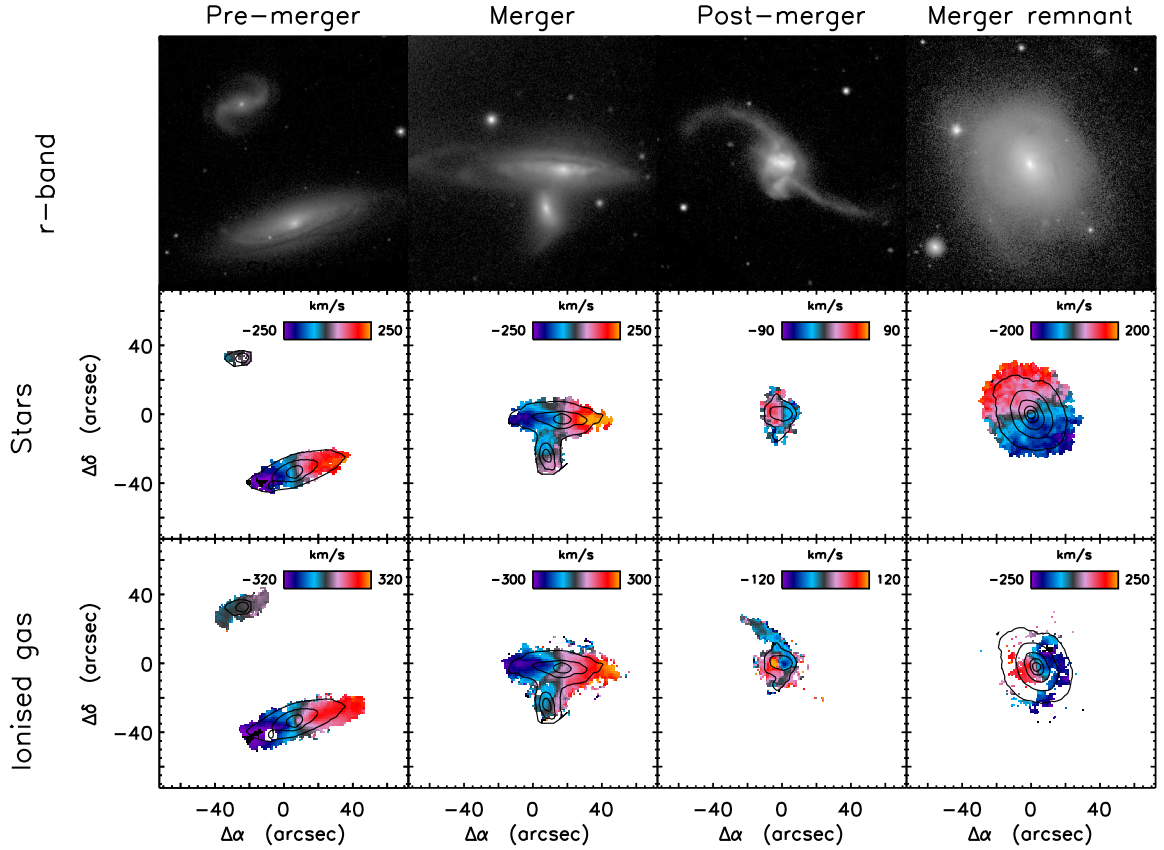 Pre−merger Merger Post−merger Merger remnant
r−band
Stars
Δδ (arcsec)
40
0
−40
km/s
−250 250
km/s
−250 250
km/s
−90 90
km/s
−200 200
Ionised gas
Δδ (arcsec)
40
0
−40
km/s
−320 320
km/s
−300 300
km/s
−120 120
km/s
−250 250
−40 0 40 −40 0 40 −40 0 40 −40 0 40
Δα (arcsec) Δα (arcsec) Δα (arcsec) Δα (arcsec)